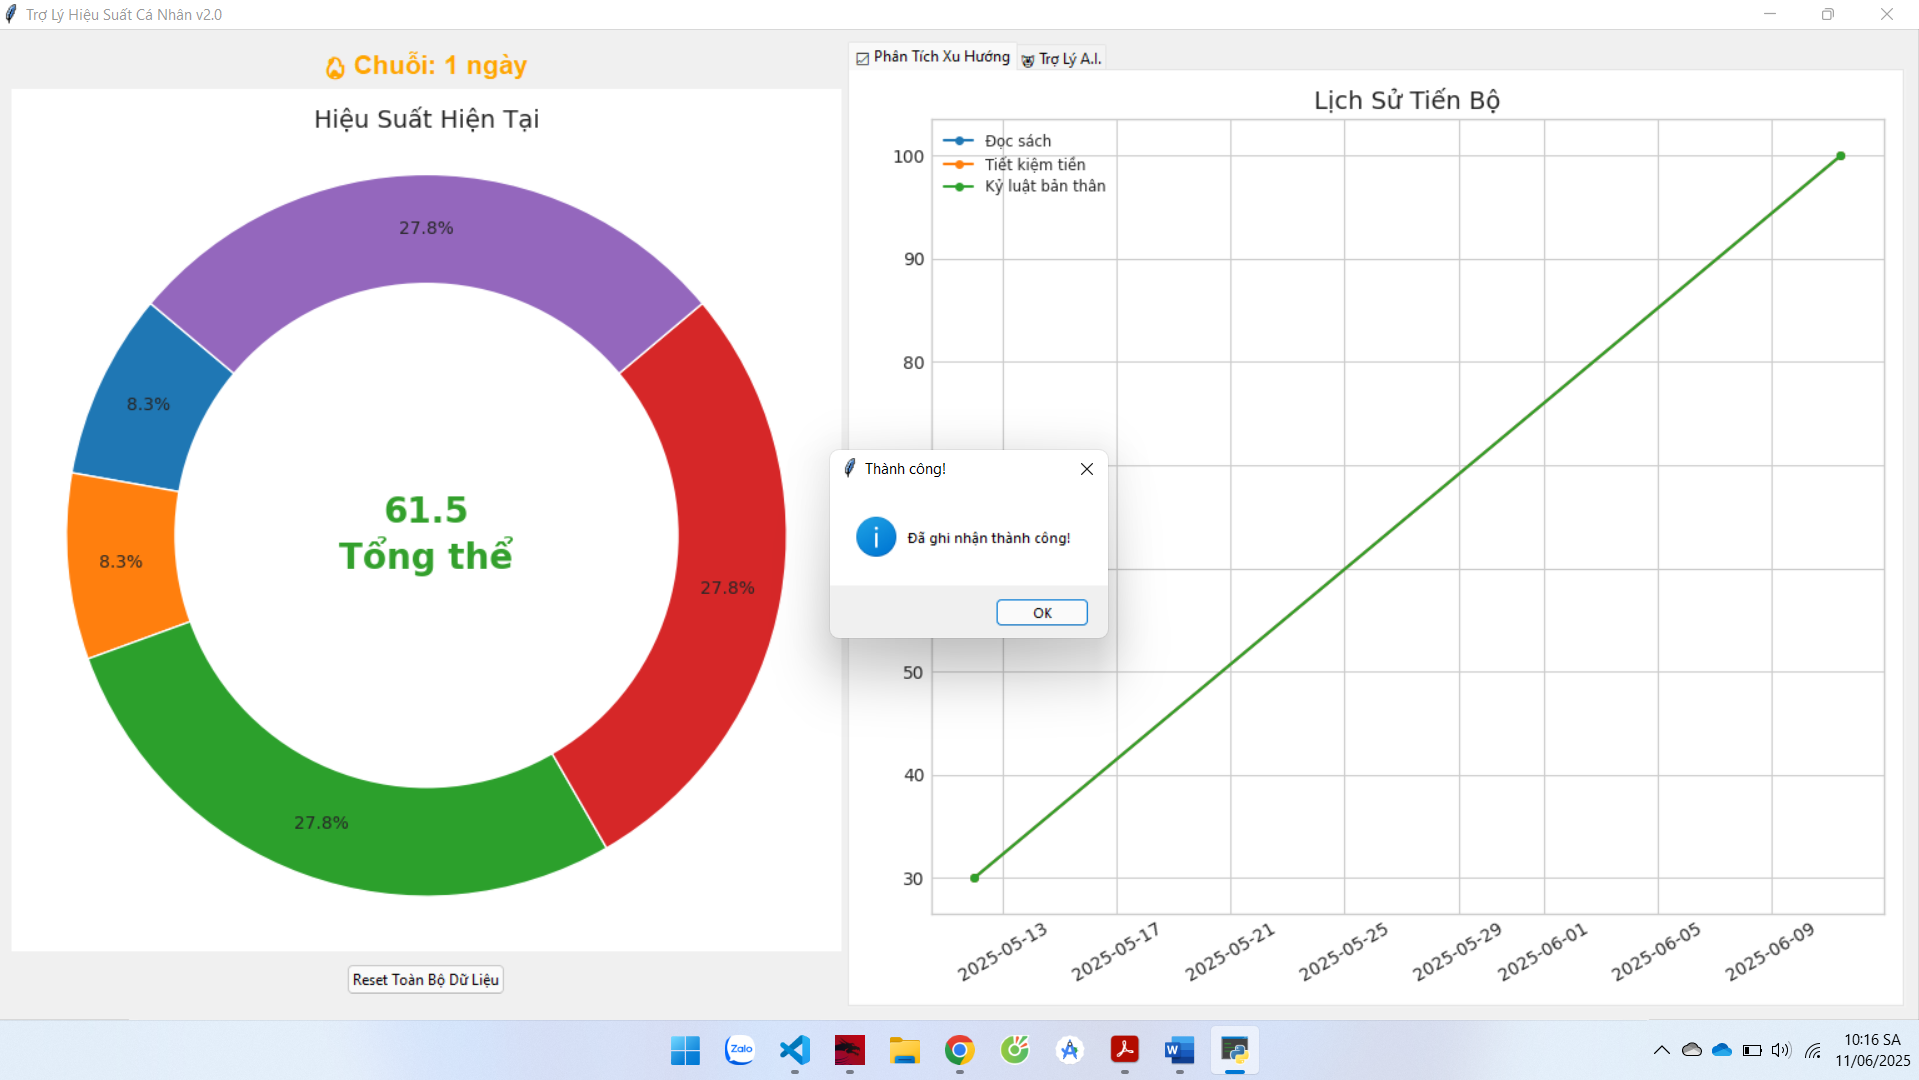 Trợ Lý Hiệu Suất Cá Nhân v2.0
Chuỗi: 1 ngày
Hiệu Suất Hiện Tại
27.8%
8.3%
8.3%
27.8%
27.8%
61.5
Tổng thể
Reset Toàn Bộ Dữ Liệu
Phân Tích Xu Hướng
Trợ Lý A.I.
Lịch Sử Tiến Bộ
Đọc sách
Tiết kiệm tiền
Kỷ luật bản thân
100
90
80
50
40
30
2025-05-13
2025-05-17
2025-05-21
2025-05-25
2025-05-29
2025-06-01
2025-06-05
2025-06-09
Thành công!
Đã ghi nhận thành công!
OK
Zalo
W
10:16 SA
11/06/2025